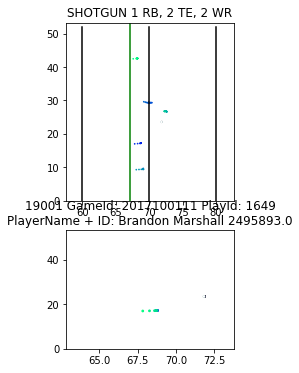 SHOTGUN 1 RB, 2 TE, 2 WR
50
40
30
20
10
0
60 65 70 75 80
19001 GameId: 2017100111 PlayId: 1649
PlayerName + ID: Brandon Marshall 2495893.0
40
20
0
65.0 67.5 70.0 72.5